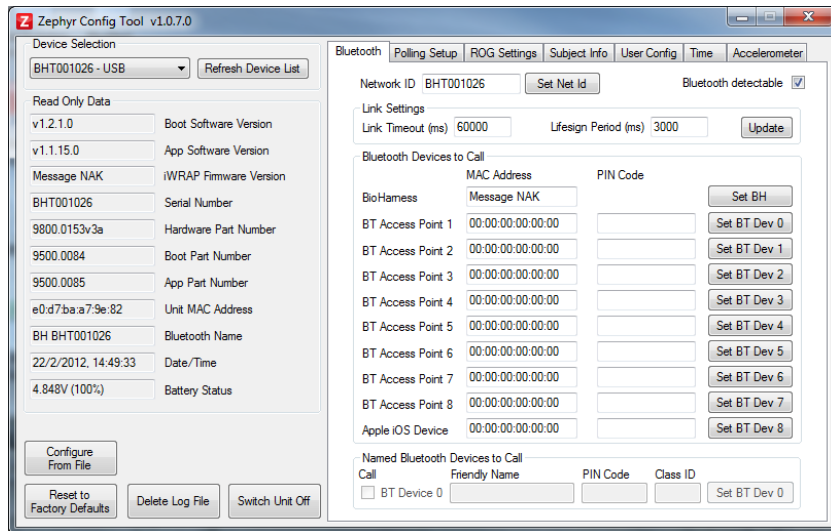 Zephyr Config Tool v1.0.7.0
Device Selection
BHT001026 - USB Refresh Device List
Read Only Data
v1.2.1.0 Boot Software Version
v1.1.15.0 App Software Version
Message NAK iWRAP Firmware Version
BHT001026 Serial Number
9800.0153v3a Hardware Part Number
9500.0084 Boot Part Number
9500.0085 App Part Number
e0:d7:ba:a7:9e:82 Unit MAC Address
BH BHT001026 Bluetooth Name
22/2/2012, 14:49:33 Date/Time
4.848V (100%) Battery Status
Configure
From File
Reset to
Factory Defaults
Delete Log File
Switch Unit Off
Bluetooth Polling Setup ROG Settings Subject Info User Config Time Accelerometer
Network ID BHT001026 Set Net Id Bluetooth detectable
Link Settings
Link Timeout (ms) 60000 Lifesign Period (ms) 3000 Update
Bluetooth Devices to Call
MAC Address PIN Code
BioHarness Message NAK Set BH
BT Access Point 1 00:00:00:00:00:00 Set BT Dev 0
BT Access Point 2 00:00:00:00:00:00 Set BT Dev 1
BT Access Point 3 00:00:00:00:00:00 Set BT Dev 2
BT Access Point 4 00:00:00:00:00:00 Set BT Dev 3
BT Access Point 5 00:00:00:00:00:00 Set BT Dev 4
BT Access Point 6 00:00:00:00:00:00 Set BT Dev 5
BT Access Point 7 00:00:00:00:00:00 Set BT Dev 6
BT Access Point 8 00:00:00:00:00:00 Set BT Dev 7
Apple iOS Device 00:00:00:00:00:00 Set BT Dev 8
Named Bluetooth Devices to Call
Call Friendly Name PIN Code Class ID
BT Device 0 Set BT Dev 0